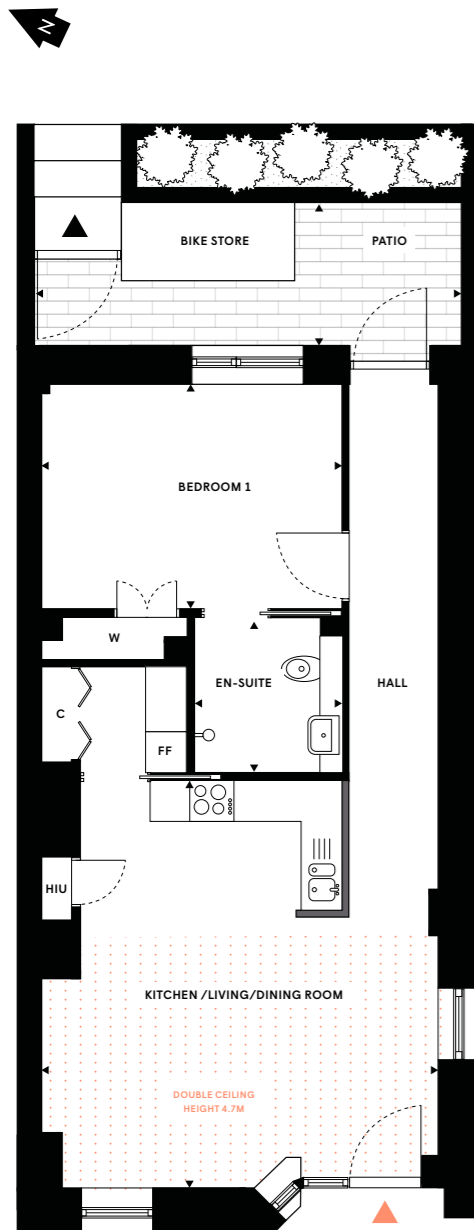 N
BIKE STORE
PATIO
BEDROOM 1
W
EN-SUITE
HALL
C
FF
HIU
KITCHEN /LIVING/DINING ROOM
DOUBLE CEILING
HEIGHT 4.7M